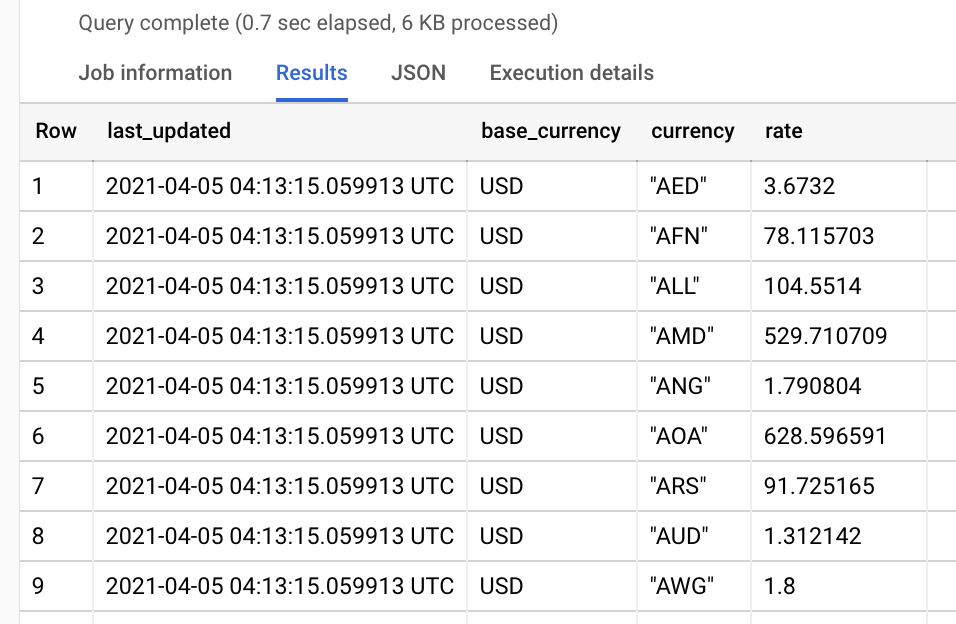 Query complete (0.7 sec elapsed, 6 KB processed)
Job information Results JSON Execution details
Row last_updated base_currency currency rate
1 2021-04-05 04:13:15.059913 UTC USD "AED" 3.6732
2 2021-04-05 04:13:15.059913 UTC USD "AFN" 78.115703
3 2021-04-05 04:13:15.059913 UTC USD "ALL" 104.5514
4 2021-04-05 04:13:15.059913 UTC USD "AMD" 529.710709
5 2021-04-05 04:13:15.059913 UTC USD "ANG" 1.790804
6 2021-04-05 04:13:15.059913 UTC USD "AOA" 628.596591
7 2021-04-05 04:13:15.059913 UTC USD "ARS" 91.725165
8 2021-04-05 04:13:15.059913 UTC USD "AUD" 1.312142
9 2021-04-05 04:13:15.059913 UTC USD "AWG" 1.8